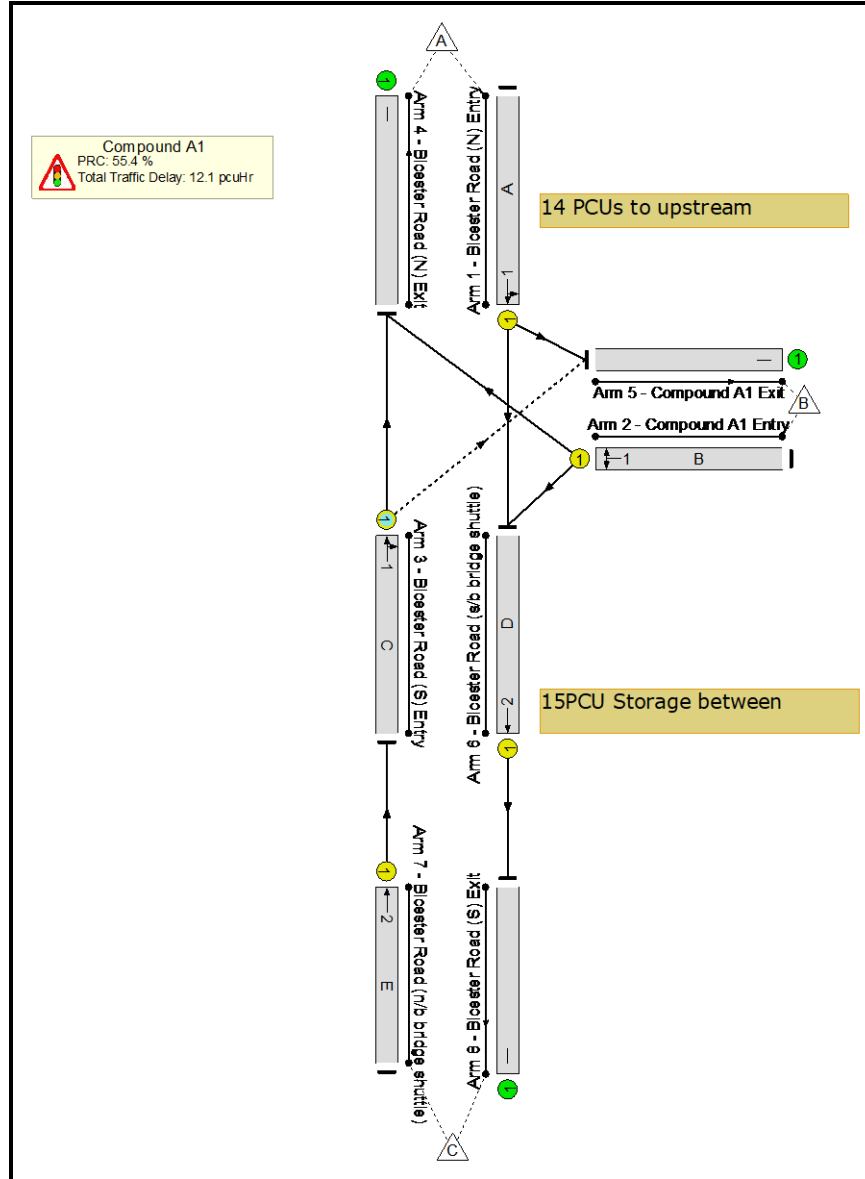 A
1
Arm 4 - Bicester Road (N) Exit
Arm 1 - Bicester Road (N) Entry
A
1
1
Compound A1
PRC: 55.4 %
Total Traffic Delay: 12.1 pcuHr
14 PCUs to upstream
1
Arm 5 - Compound A1 Exit
B
Arm 2 - Compound A1 Entry
1
1
B
1
Arm 3 - Bicester Road (S) Entry
1
C
Arm 6 - Bicester Road (s/b bridge shuttle)
D
2
1
15PCU Storage between
1
Arm 7 - Bicester Road (n/b bridge shuttle)
2
E
Arm 8 - Bicester Road (S) Exit
1
C